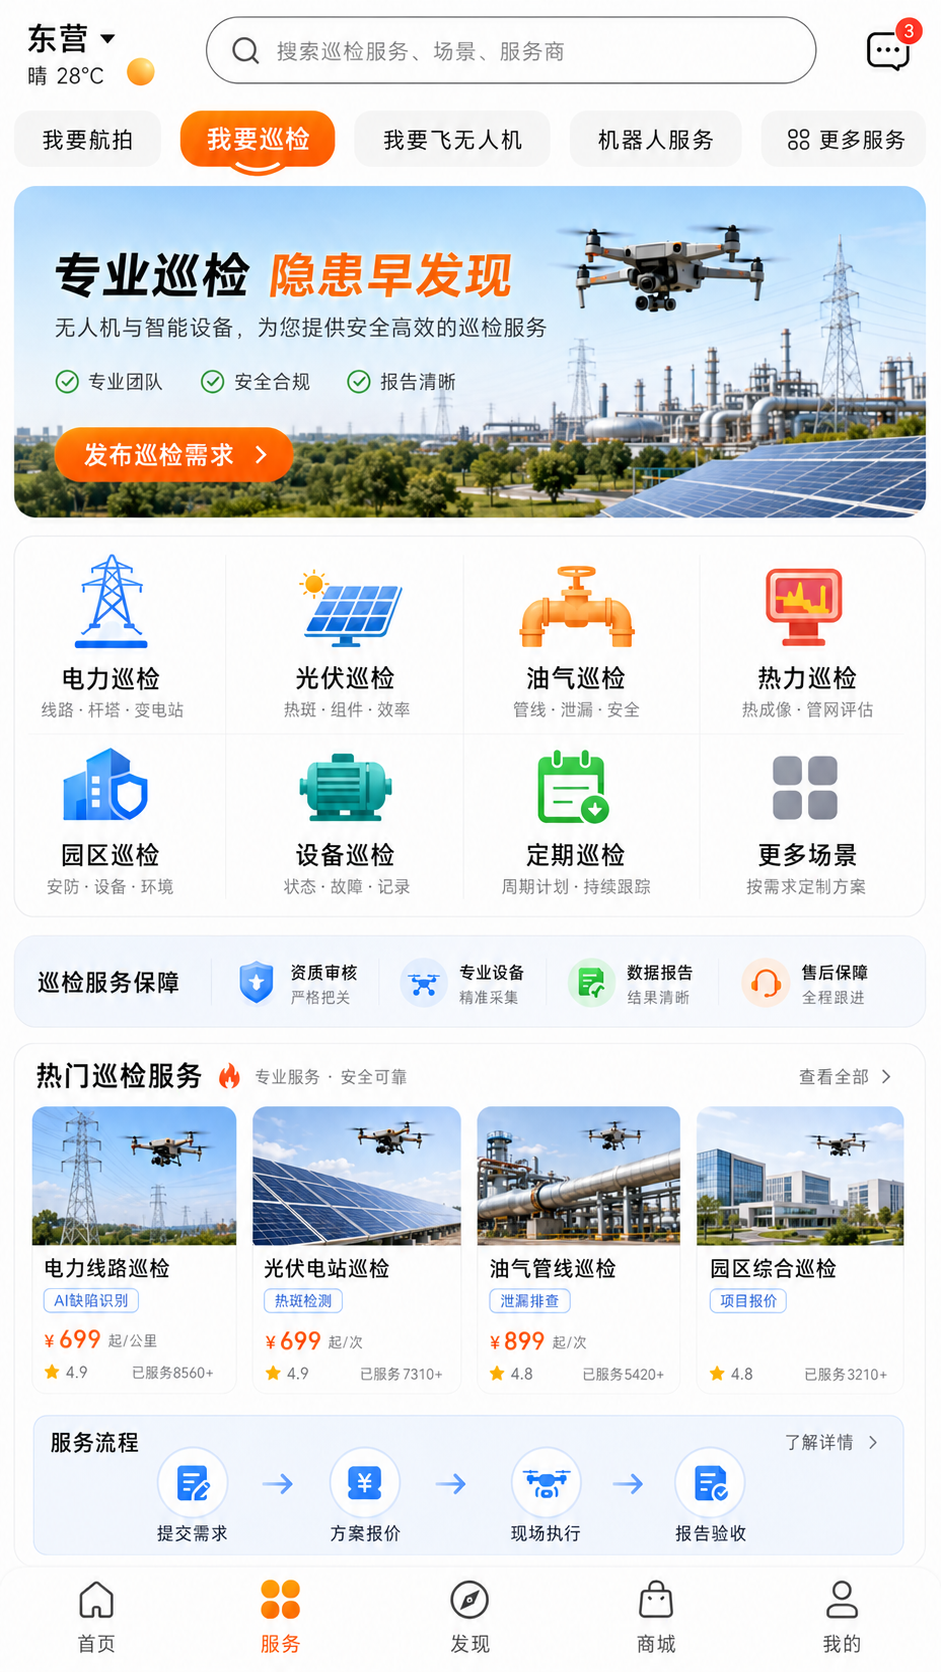 东营
晴 28°C
搜索巡检服务、场景、服务商
3
我要航拍
我要巡检
我要飞无人机
机器人服务
更多服务
专业巡检 隐患早发现
无人机与智能设备，为您提供安全高效的巡检服务
专业团队
安全合规
报告清晰
发布巡检需求
电力巡检
线路·杆塔·变电站
光伏巡检
热斑·组件·效率
油气巡检
管线·泄漏·安全
热力巡检
热成像·管网评估
园区巡检
安防·设备·环境
设备巡检
状态·故障·记录
定期巡检
周期计划·持续跟踪
更多场景
按需求定制方案
巡检服务保障
资质审核
严格把关
专业设备
精准采集
数据报告
结果清晰
售后保障
全程跟进
热门巡检服务
专业服务·安全可靠
查看全部
电力线路巡检
AI缺陷识别
¥699 起/公里
4.9 已服务8560+
光伏电站巡检
热斑检测
¥699 起/次
4.9 已服务7310+
油气管线巡检
泄漏排查
¥899 起/次
4.8 已服务5420+
园区综合巡检
项目报价
4.8 已服务3210+
服务流程
了解详情
提交需求
方案报价
现场执行
报告验收
首页
服务
发现
商城
我的